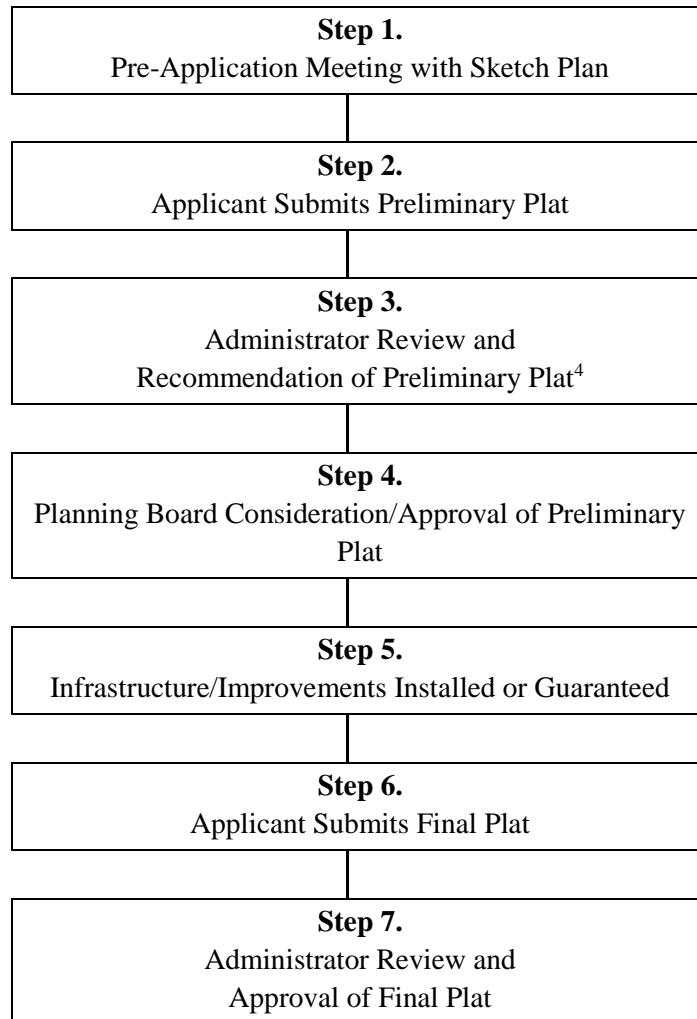 Step 1.
Pre-Application Meeting with Sketch Plan
Step 2.
Applicant Submits Preliminary Plat
Step 3.
Administrator Review and
Recommendation of Preliminary Plat⁴
Step 4.
Planning Board Consideration/Approval of Preliminary
Plat
Step 5.
Infrastructure/Improvements Installed or Guaranteed
Step 6.
Applicant Submits Final Plat
Step 7.
Administrator Review and
Approval of Final Plat